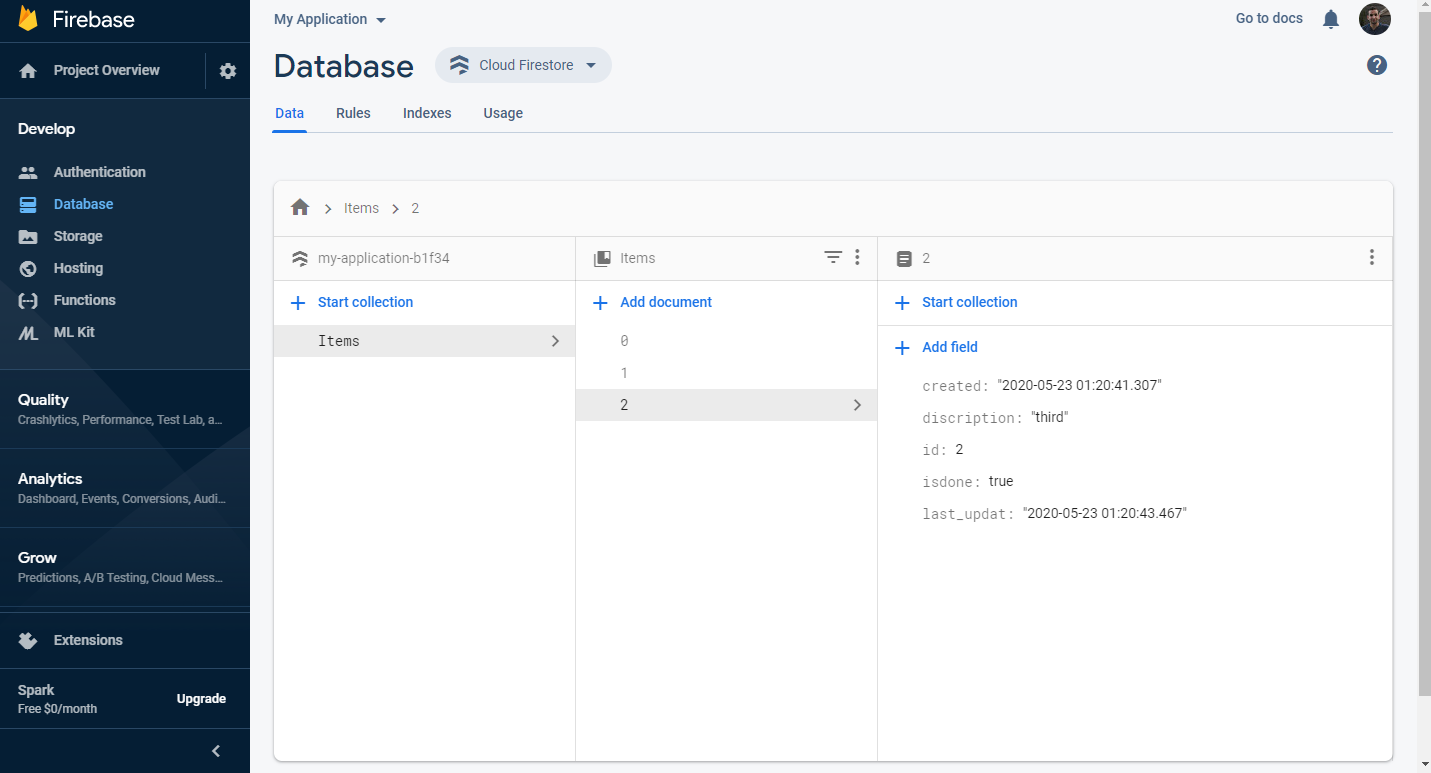 Firebase
Project Overview
Develop
Authentication
Database
Storage
Hosting
Functions
ML Kit
Quality
Crashlytics, Performance, Test Lab, a...
Analytics
Dashboard, Events, Conversions, Audi...
Grow
Predictions, A/B Testing, Cloud Mess...
Extensions
Spark
Free $0/month
Upgrade
My Application
Go to docs
Database
Cloud Firestore
Data Rules Indexes Usage
Items 2
my-application-b1f34
Start collection
Items
Items
Add document
0
1
2
2
Start collection
Add field
created: "2020-05-23 01:20:41.307"
discription: "third"
id: 2
isdone: true
last_updat: "2020-05-23 01:20:43.467"